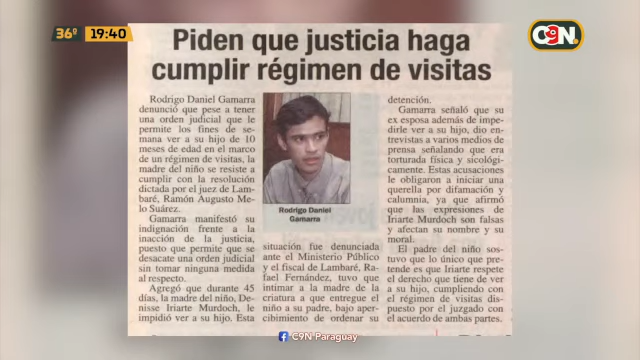 36°
19:40
C9N
Piden que justicia haga
cumplir régimen de visitas
Rodrigo Daniel Gamarra
denunció que pese a tener
una orden judicial que le
permite los fines de se-
mana ver a su hijo de 10
meses de edad en el marco
de un régimen de visitas, la
madre del niño se resiste a
cumplir con la resolución
dictada por el juez de Lam-
baré, Ramón Augusto Me-
lo Suárez.
Gamarra manifestó su
indignación frente a la
inacción de la justicia,
puesto que permite que se
desacate una orden judicial
sin tomar ninguna medida
al respecto.
Agregó que durante 45
días, la madre del niño, De-
nisse Iriarte Murdoch, le
impidió ver a su hijo. Esta
Rodrigo Daniel
Gamarra
situación fue denunciada
ante el Ministerio Público
y el fiscal de Lambaré, Ra-
fael Fernández, tuvo que
intimar a la madre de la
criatura a que entregue el
niño a su padre, bajo aper-
cibimiento de ordenar su
detención.
Gamarra señaló que su
ex esposa además de impe-
dirle ver a su hijo, dio en-
trevistas a varios medios de
prensa señalando que era
torturada física y sicológi-
camente. Estas acusaciones
le obligaron a iniciar una
querella por difamación y
calumnia, ya que afirmó
que las expresiones de
Iriarte Murdoch son falsas
y afectan su nombre y su
moral.
El padre del niño sos-
tuvo que lo único que pre-
tende es que Iriarte respete
el derecho que tiene de ver
a su hijo, cumpliendo con
el régimen de visitas dis-
puesto por el juzgado con
el acuerdo de ambas partes.
C9N Paraguay